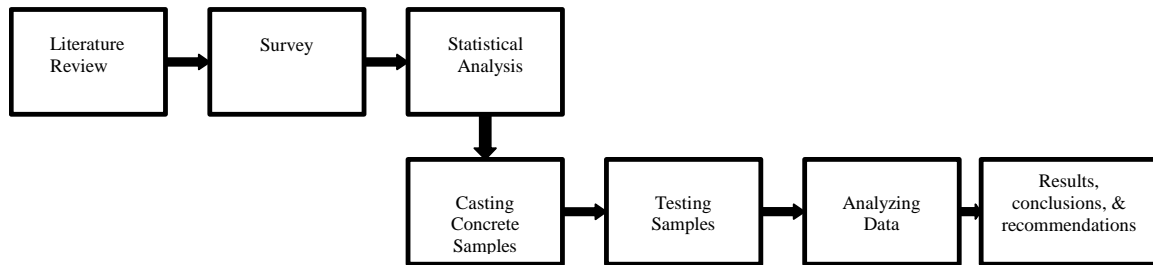 Literature
Review
Survey
Statistical
Analysis
Casting
Concrete
Samples
Testing
Samples
Analyzing
Data
Results,
conclusions, &
recommendations